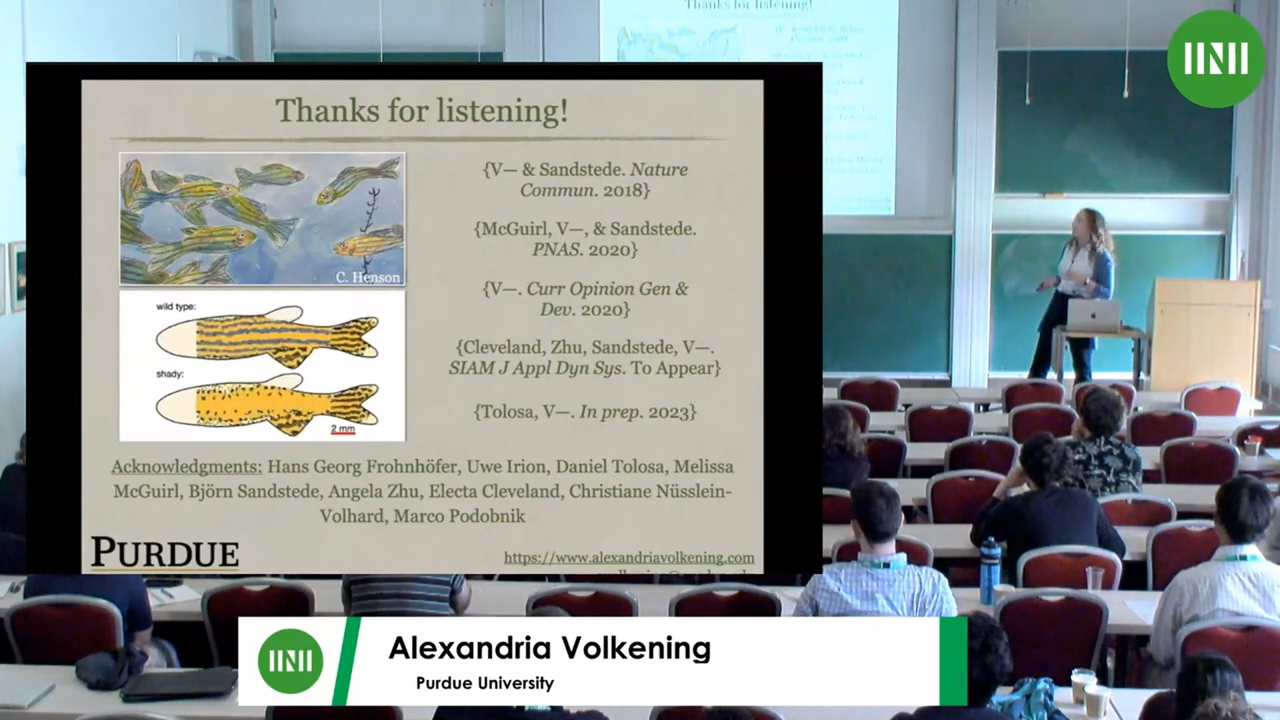 Thanks for listening!
Thanks for listening!
{V— & Sandstede. Nature
Commun. 2018}
{McGuirl, V—, & Sandstede.
PNAS. 2020}
{V—. Curr Opinion Gen &
Dev. 2020}
{Cleveland, Zhu, Sandstede, V—.
SIAM J Appl Dyn Sys. To Appear}
{Tolosa, V—. In prep. 2023}
C. Henson
wild type:
shady:
2 mm
Acknowledgments: Hans Georg Frohnhöfer, Uwe Irion, Daniel Tolosa, Melissa
McGuirl, Björn Sandstede, Angela Zhu, Electa Cleveland, Christiane Nüsslein-
Volhard, Marco Podobnik
PURDUE
https://www.alexandriavolkening.com
Alexandria Volkening
Purdue University